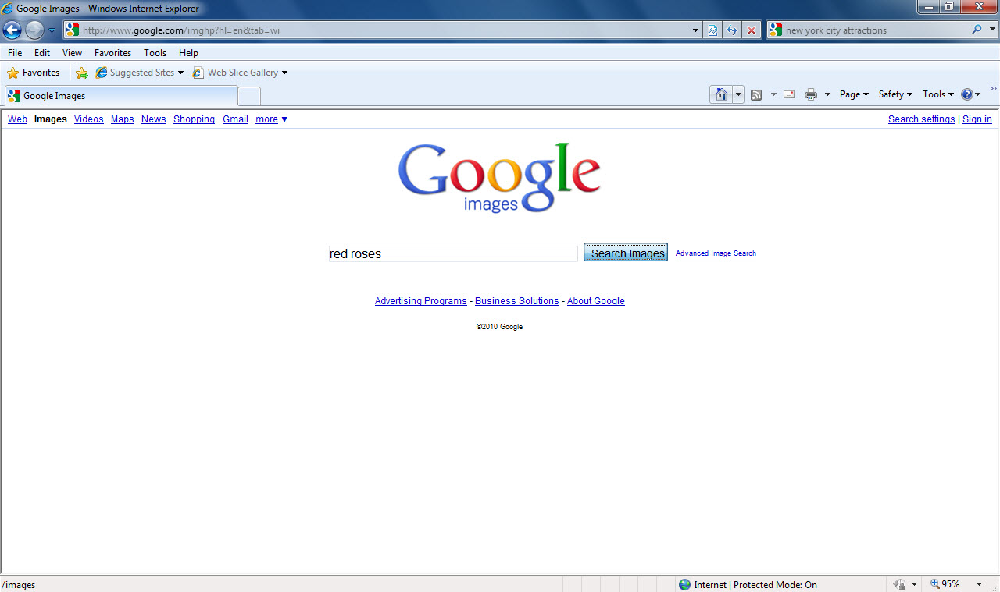 Google Images - Windows Internet Explorer
http://www.google.com/imghp?hl=en&tab=wi new york city attractions
File Edit View Favorites Tools Help
Favorites Suggested Sites Web Slice Gallery
Google Images Page Safety Tools
Web Images Videos Maps News Shopping Gmail more ▼ Search settings | Sign in
Google
images
red roses Search Images Advanced Image Search
Advertising Programs - Business Solutions - About Google
©2010 Google
/images Internet | Protected Mode: On 95%